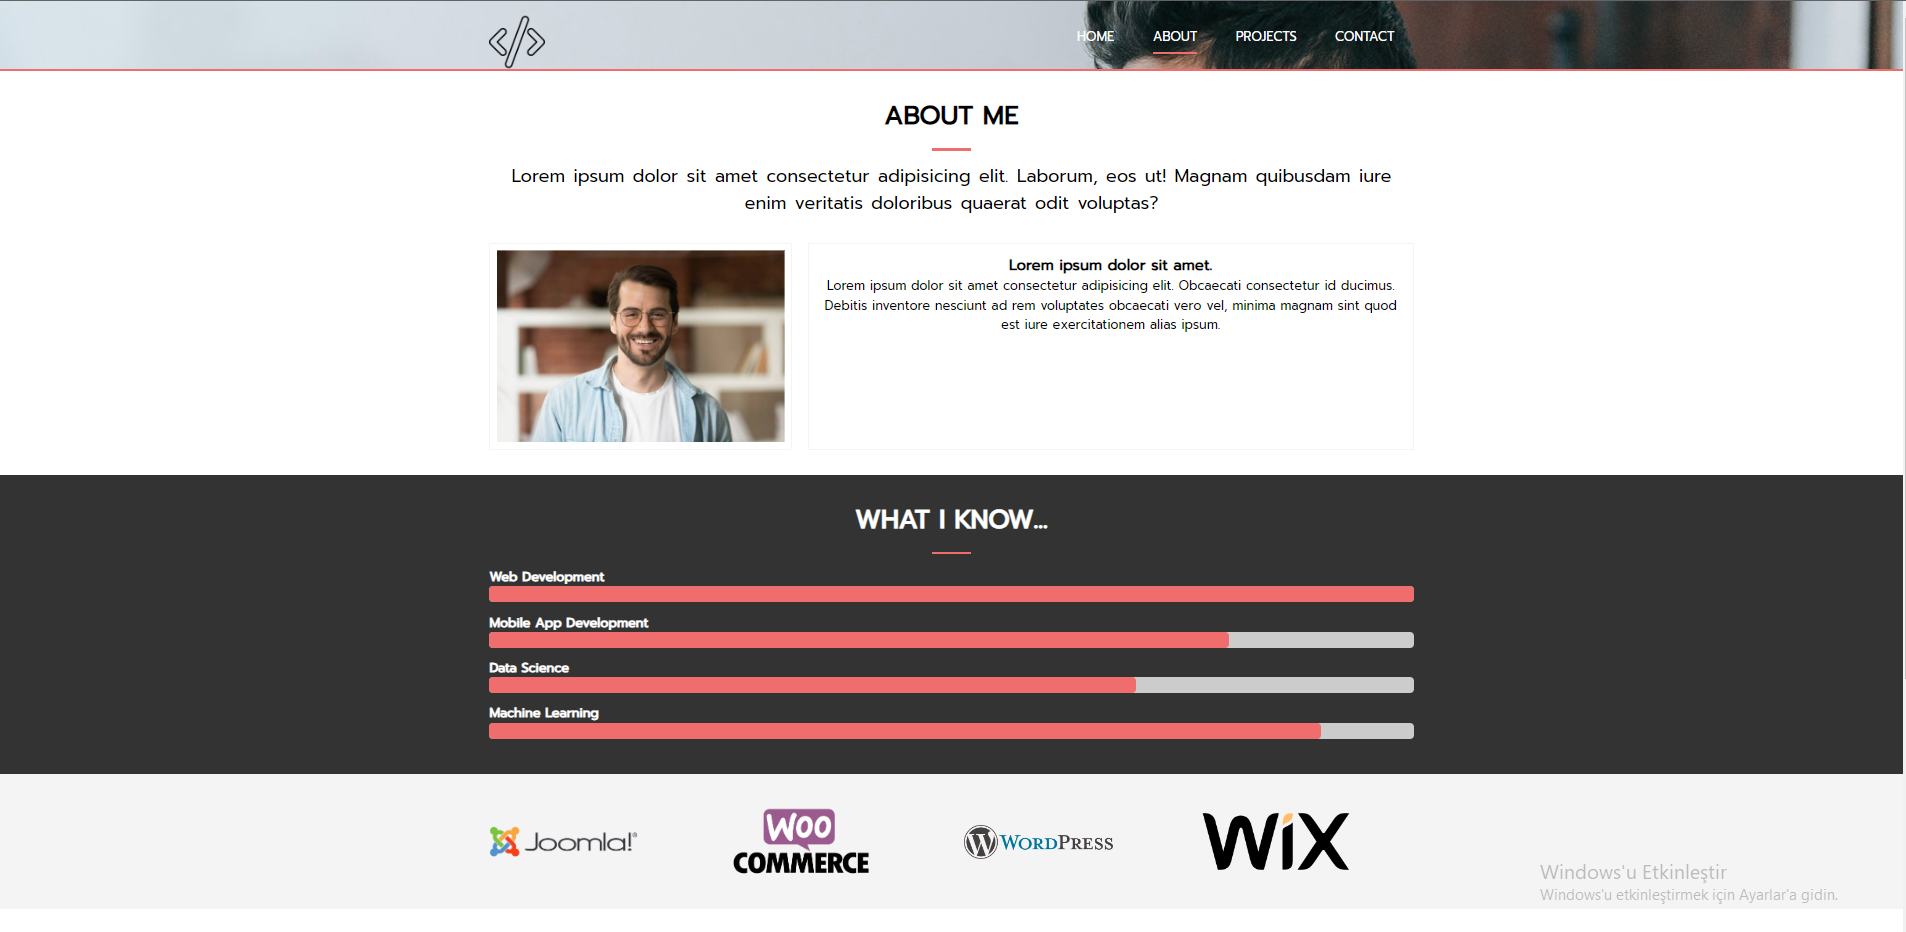 HOME ABOUT PROJECTS CONTACT
ABOUT ME
Lorem ipsum dolor sit amet consectetur adipisicing elit. Laborum, eos ut! Magnam quibusdam iure
enim veritatis doloribus quaerat odit voluptas?
Lorem ipsum dolor sit amet.
Lorem ipsum dolor sit amet consectetur adipisicing elit. Obcaecati consectetur id ducimus.
Debitis inventore nesciunt ad rem voluptates obcaecati vero vel, minima magnam sint quod
est iure exercitationem alias ipsum.
WHAT I KNOW...
Web Development
Mobile App Development
Data Science
Machine Learning
Joomla!®
WOO
COMMERCE
WORDPRESS
WiX
Windows'u Etkinleştir
Windows'u etkinleştirmek için Ayarlar'a gidin.